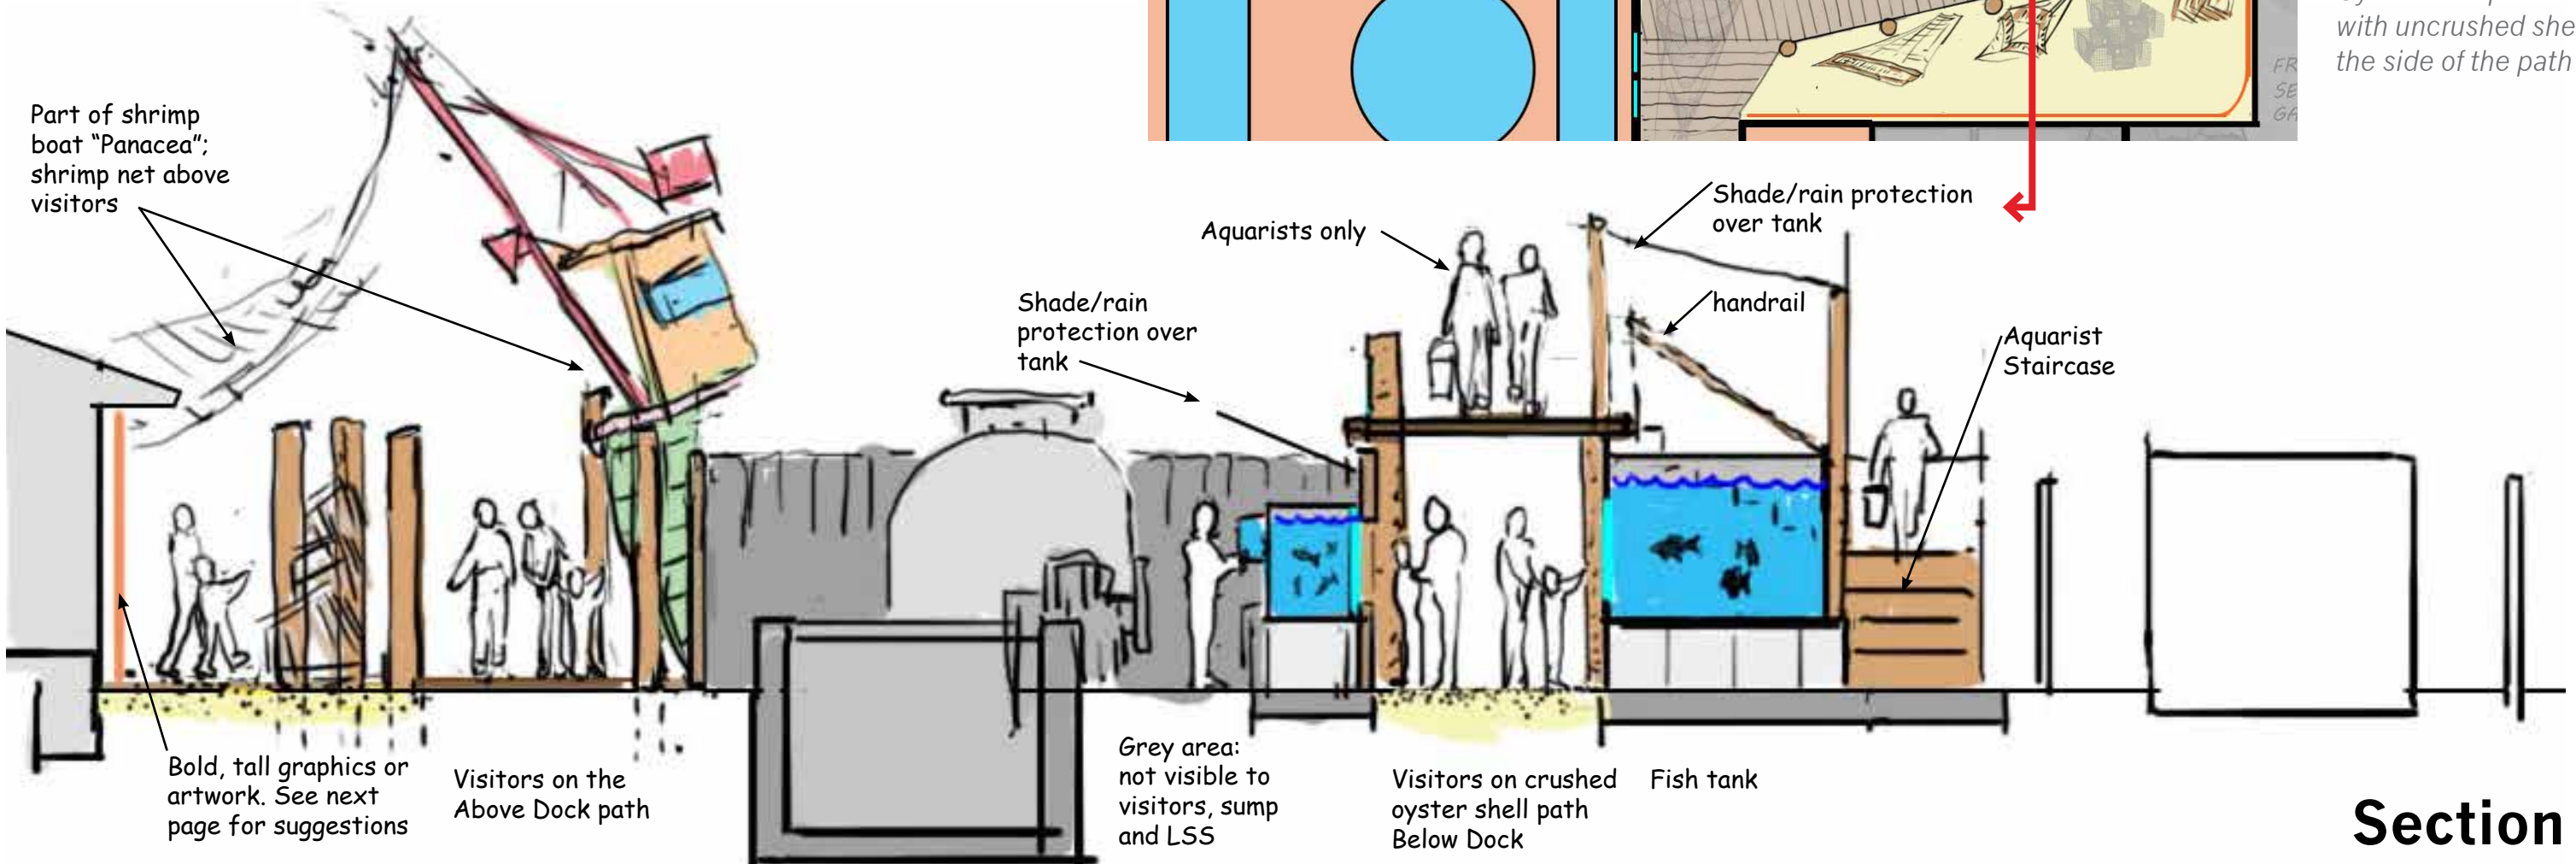 with uncrushed she
the side of the path
FR
SE
GA
Part of shrimp
boat “Panacea”;
shrimp net above
visitors
Shade/rain protection
over tank
Aquarists only
handrail
Shade/rain
protection over
tank
Aquarist
Staircase
Bold, tall graphics or
artwork. See next
page for suggestions
Visitors on the
Above Dock path
Grey area:
not visible to
visitors, sump
and LSS
Visitors on crushed
oyster shell path
Below Dock
Fish tank
Section